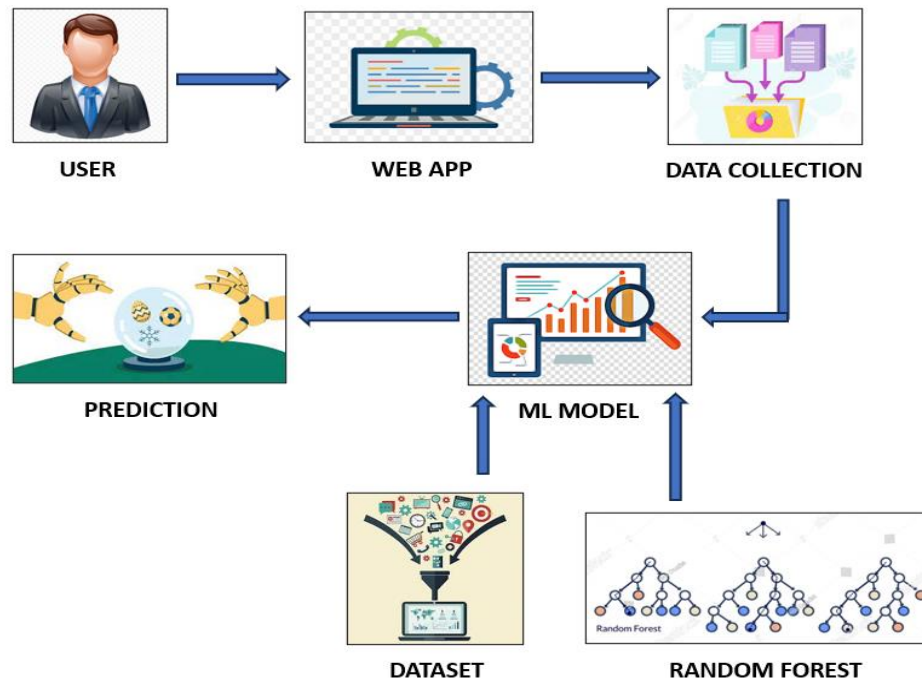 USER
WEB APP
DATA COLLECTION
PREDICTION
ML MODEL
Random Forest
DATASET
RANDOM FOREST